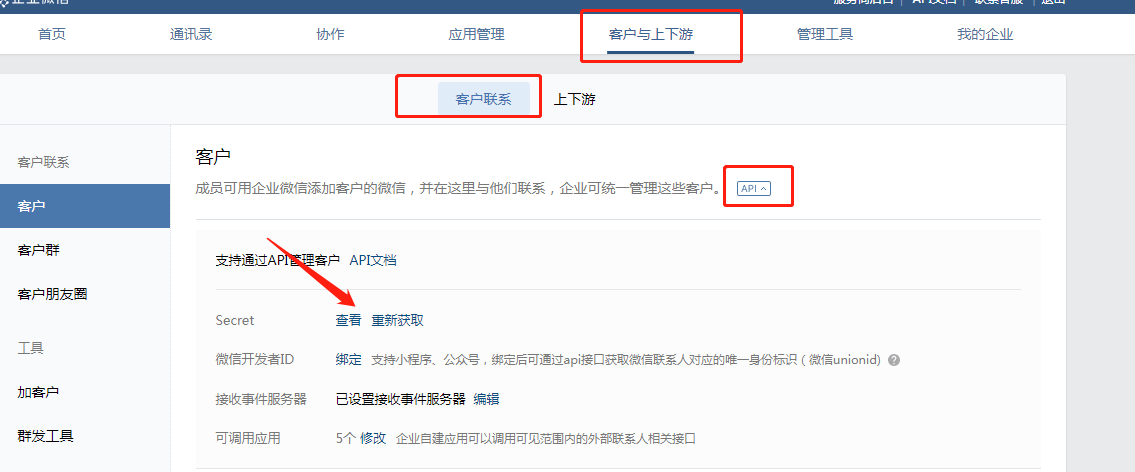 企业微信
服务商后台 | API文档 | 联系客服 | 退出
首页 通讯录 协作 应用管理 客户与上下游 管理工具 我的企业
客户联系 上下游
客户联系
客户
客户群
客户朋友圈
工具
加客户
群发工具
客户
成员可用企业微信添加客户的微信，并在这里与他们联系，企业可统一管理这些客户。 API
支持通过API管理客户 API文档
Secret 查看 重新获取
微信开发者ID 绑定 支持小程序、公众号，绑定后可通过api接口获取微信联系人对应的唯一身份标识（微信unionid) ?
接收事件服务器 已设置接收事件服务器 编辑
可调用应用 5个 修改 企业自建应用可以调用可见范围内的外部联系人相关接口